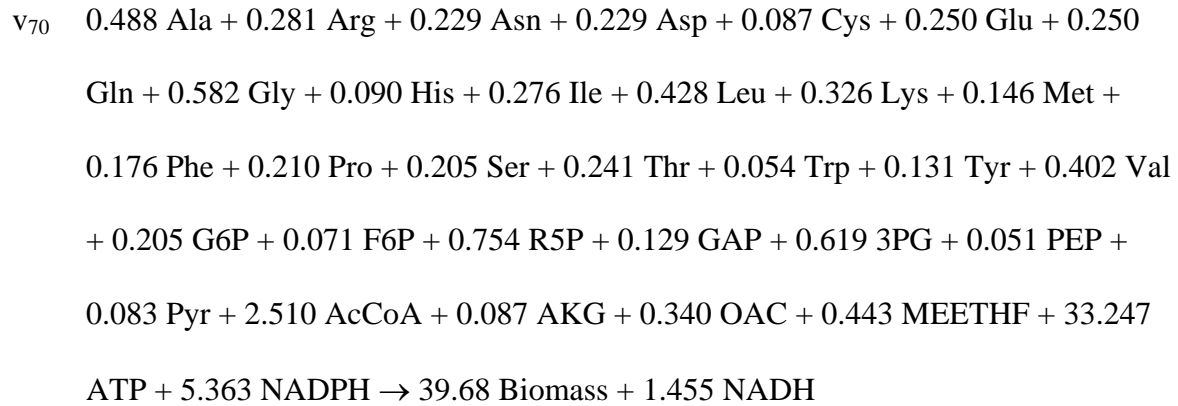 v70 0.488 Ala + 0.281 Arg + 0.229 Asn + 0.229 Asp + 0.087 Cys + 0.250 Glu + 0.250
Gln + 0.582 Gly + 0.090 His + 0.276 Ile + 0.428 Leu + 0.326 Lys + 0.146 Met +
0.176 Phe + 0.210 Pro + 0.205 Ser + 0.241 Thr + 0.054 Trp + 0.131 Tyr + 0.402 Val
+ 0.205 G6P + 0.071 F6P + 0.754 R5P + 0.129 GAP + 0.619 3PG + 0.051 PEP +
0.083 Pyr + 2.510 AcCoA + 0.087 AKG + 0.340 OAC + 0.443 MEETHF + 33.247
ATP + 5.363 NADPH → 39.68 Biomass + 1.455 NADH